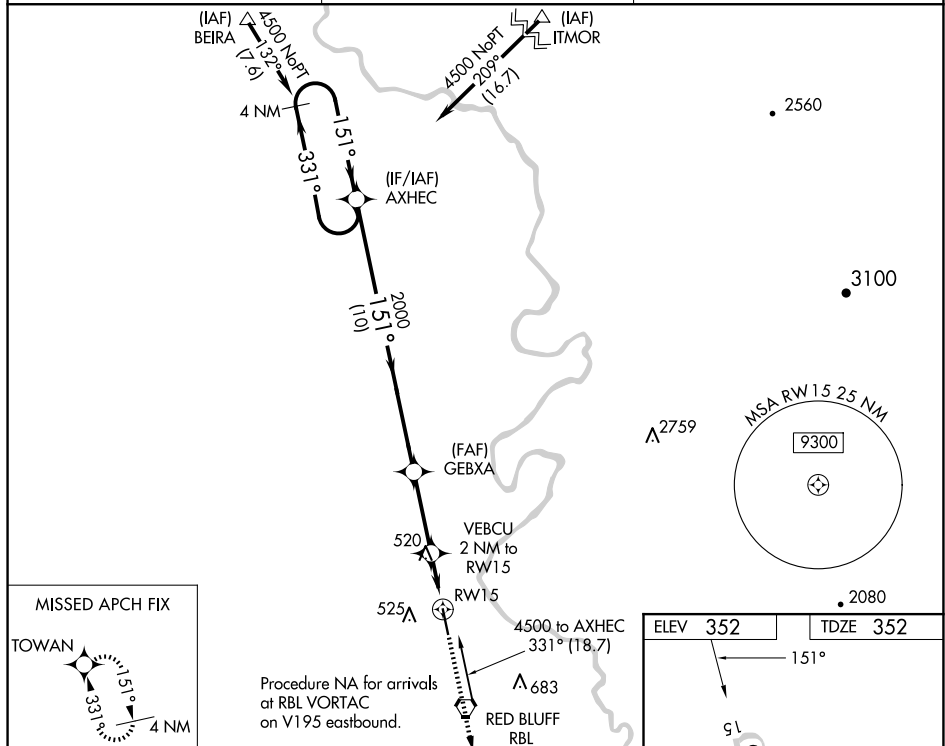 (IAF)
BEIRA
4500 NoPT
132°
(7.6)
(IAF)
ITMOR
4500 NoPT
209°
(16.7)
2560
4 NM
151°
331°
(IF/IAF)
AXHEC
3100
2000
151°
(10)
MSA RW15 25 NM
9300
2759
(FAF)
GEBXA
VEBCU
2 NM to
RW15
520
RW15
525
2080
MISSED APCH FIX
TOWAN
151°
331°
4 NM
4500 to AXHEC
331° (18.7)
683
Procedure NA for arrivals
at RBL VORTAC
on V195 eastbound.
RED BLUFF
RBL
ELEV 352
TDZE 352
151°
15